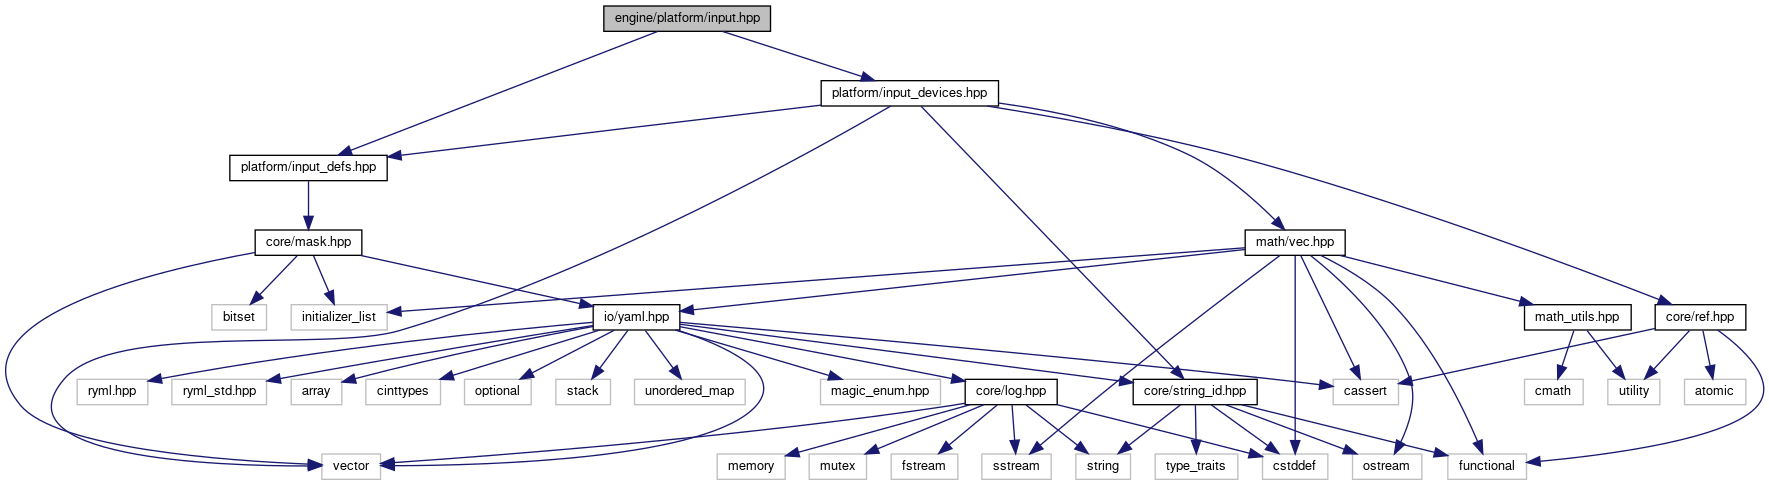 engine/platform/input.hpp
platform/input_devices.hpp
platform/input_defs.hpp
core/mask.hpp
math/vec.hpp
bitset
initializer_list
io/yaml.hpp
math_utils.hpp
core/ref.hpp
ryml.hpp
ryml_std.hpp
array
cinttypes
optional
stack
unordered_map
magic_enum.hpp
core/log.hpp
core/string_id.hpp
cassert
cmath
utility
atomic
vector
memory
mutex
fstream
sstream
string
type_traits
cstddef
ostream
functional